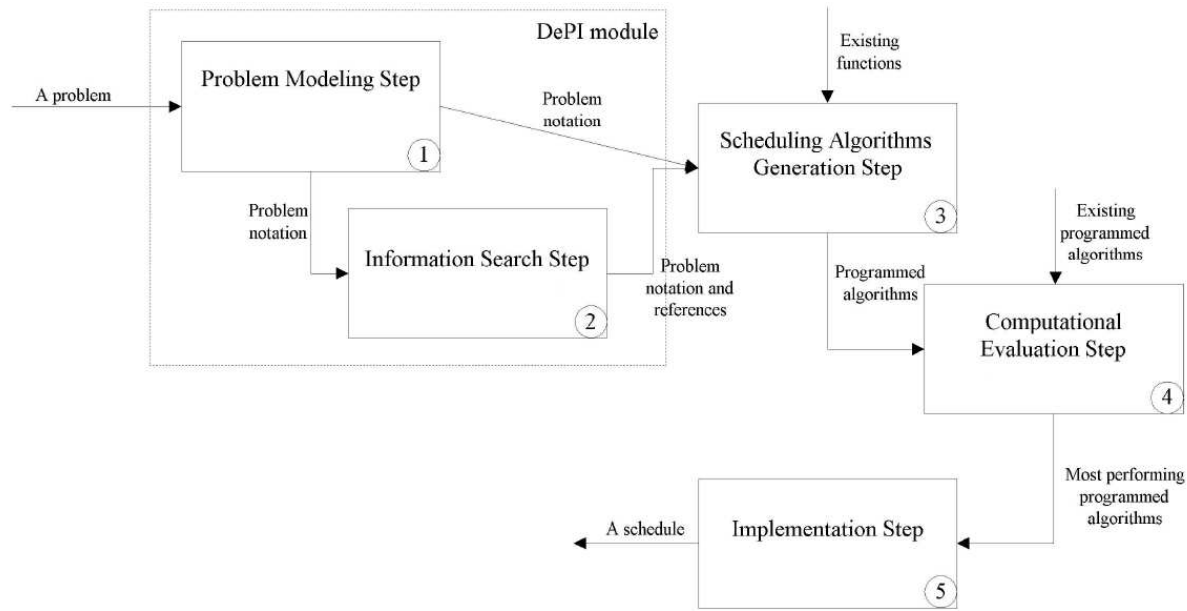 DePI module
Problem Modeling Step
A problem
1
Problem
notation
Existing
functions
Scheduling Algorithms
Generation Step
3
Problem
notation
Information Search Step
2
Problem
notation and
references
Programmed
algorithms
Existing
programmed
algorithms
Computational
Evaluation Step
4
Most performing
programmed
algorithms
Implementation Step
5
A schedule